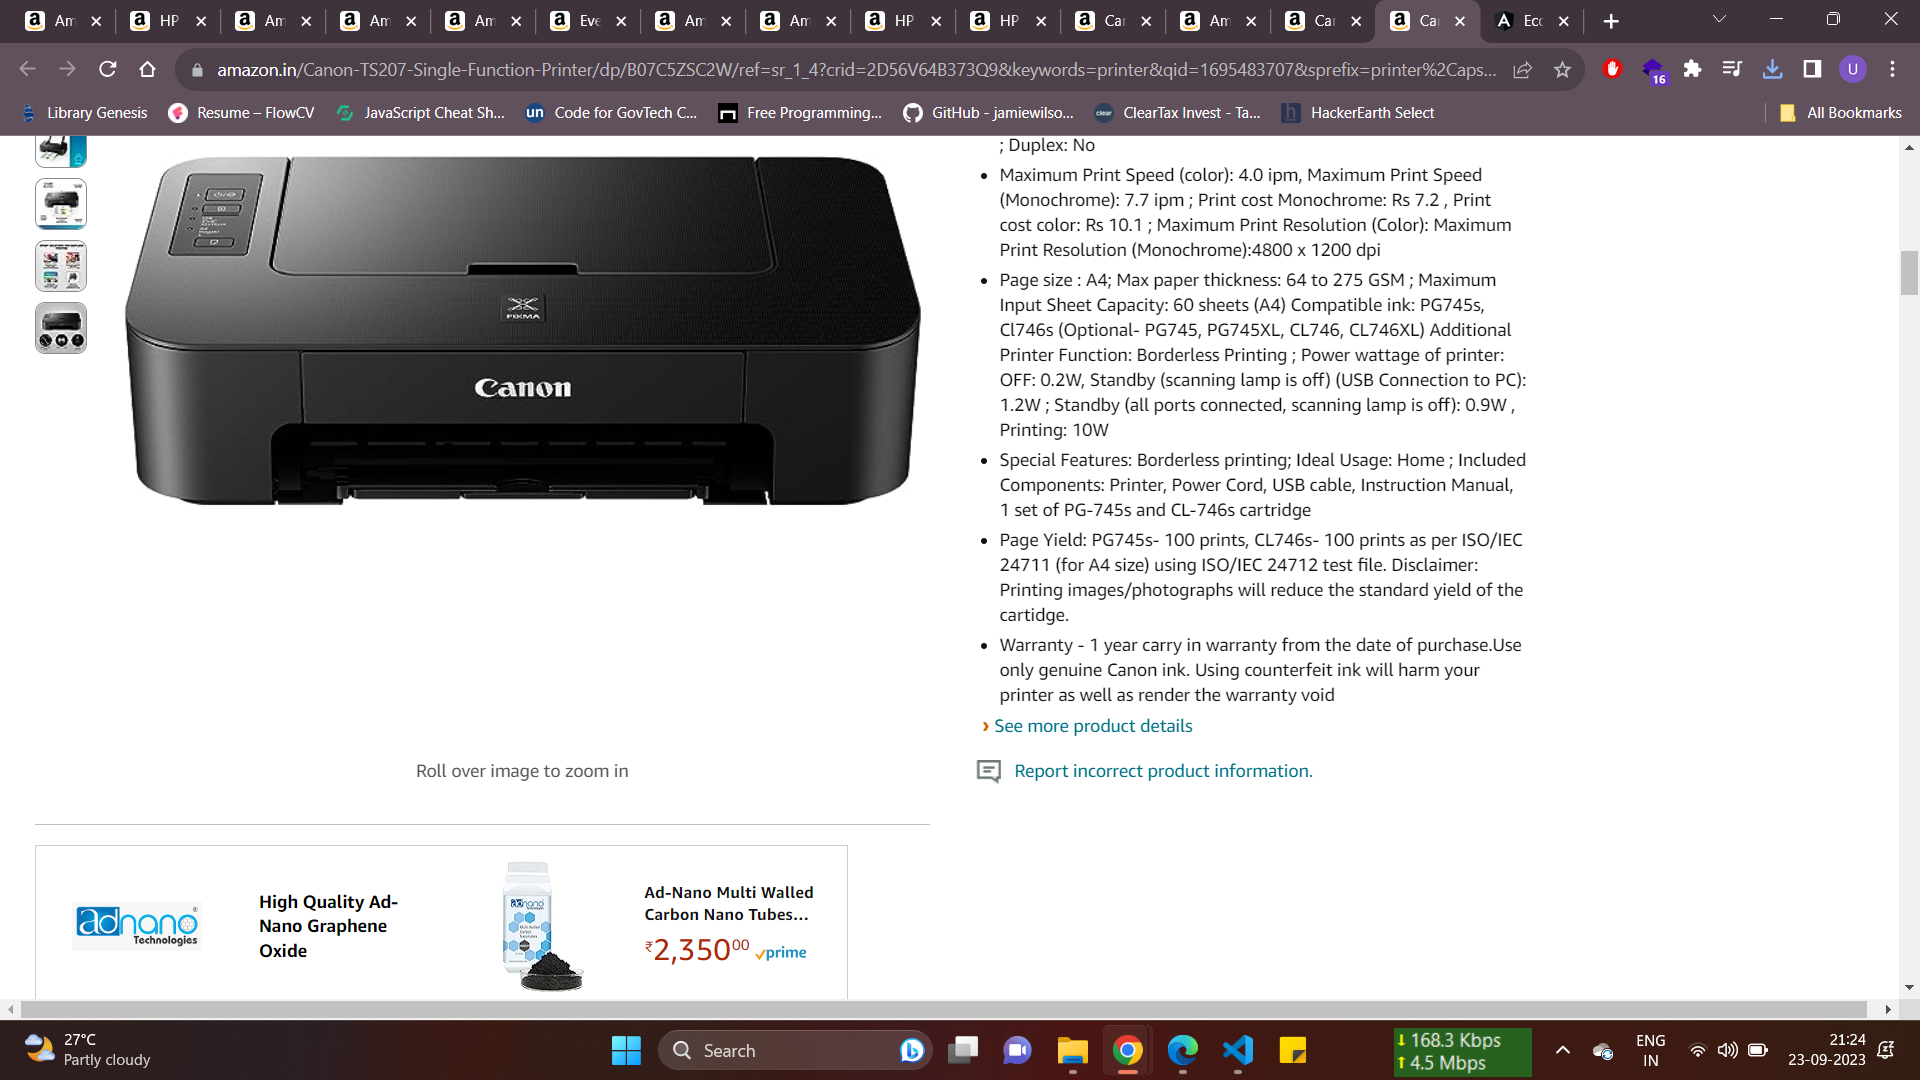 Am
HP
Am
Am
Am
Eve
Am
Am
HP
HP
Car
Am
Car
Ca
Ecc
amazon.in/Canon-TS207-Single-Function-Printer/dp/B07C5ZSC2W/ref=sr_1_4?crid=2D56V64B373Q9&keywords=printer&qid=1695483707&sprefix=printer%2Caps...
16
U
Library Genesis
Resume – FlowCV
JavaScript Cheat Sh...
Code for GovTech C...
Free Programming...
GitHub - jamiewilso...
ClearTax Invest - Ta...
HackerEarth Select
All Bookmarks
; Duplex: No
Maximum Print Speed (color): 4.0 ipm, Maximum Print Speed
(Monochrome): 7.7 ipm ; Print cost Monochrome: Rs 7.2 , Print
cost color: Rs 10.1 ; Maximum Print Resolution (Color): Maximum
Print Resolution (Monochrome):4800 x 1200 dpi
Page size : A4; Max paper thickness: 64 to 275 GSM ; Maximum
Input Sheet Capacity: 60 sheets (A4) Compatible ink: PG745s,
Cl746s (Optional- PG745, PG745XL, CL746, CL746XL) Additional
Printer Function: Borderless Printing ; Power wattage of printer:
OFF: 0.2W, Standby (scanning lamp is off) (USB Connection to PC):
1.2W ; Standby (all ports connected, scanning lamp is off): 0.9W ,
Printing: 10W
Special Features: Borderless printing; Ideal Usage: Home ; Included
Components: Printer, Power Cord, USB cable, Instruction Manual,
1 set of PG-745s and CL-746s cartridge
Page Yield: PG745s- 100 prints, CL746s- 100 prints as per ISO/IEC
24711 (for A4 size) using ISO/IEC 24712 test file. Disclaimer:
Printing images/photographs will reduce the standard yield of the
cartidge.
Warranty - 1 year carry in warranty from the date of purchase.Use
only genuine Canon ink. Using counterfeit ink will harm your
printer as well as render the warranty void
› See more product details
Report incorrect product information.
PIXMA
Canon
Roll over image to zoom in
adnano
Technologies
High Quality Ad-
Nano Graphene
Oxide
adnano
Ad-Nano Multi Walled
Carbon Nano Tubes...
₹2,35000 prime
27°C
Partly cloudy
Search
168.3 Kbps
4.5 Mbps
ENG
IN
21:24
23-09-2023